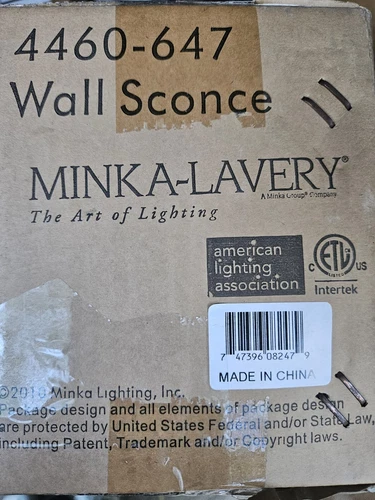 4460-647
Wall Sconce
MINKA-LAVERY®
A Minka Group® Company
The Art of Lighting
american
lighting
association
C ETL US
LISTED
Intertek
7 47396 08247 9
MADE IN CHINA
Minka Lighting, Inc.
Package design and all elements of package design
are protected by United States Federal and/or State Law,
including Patent, Trademark and/or Copyright laws.